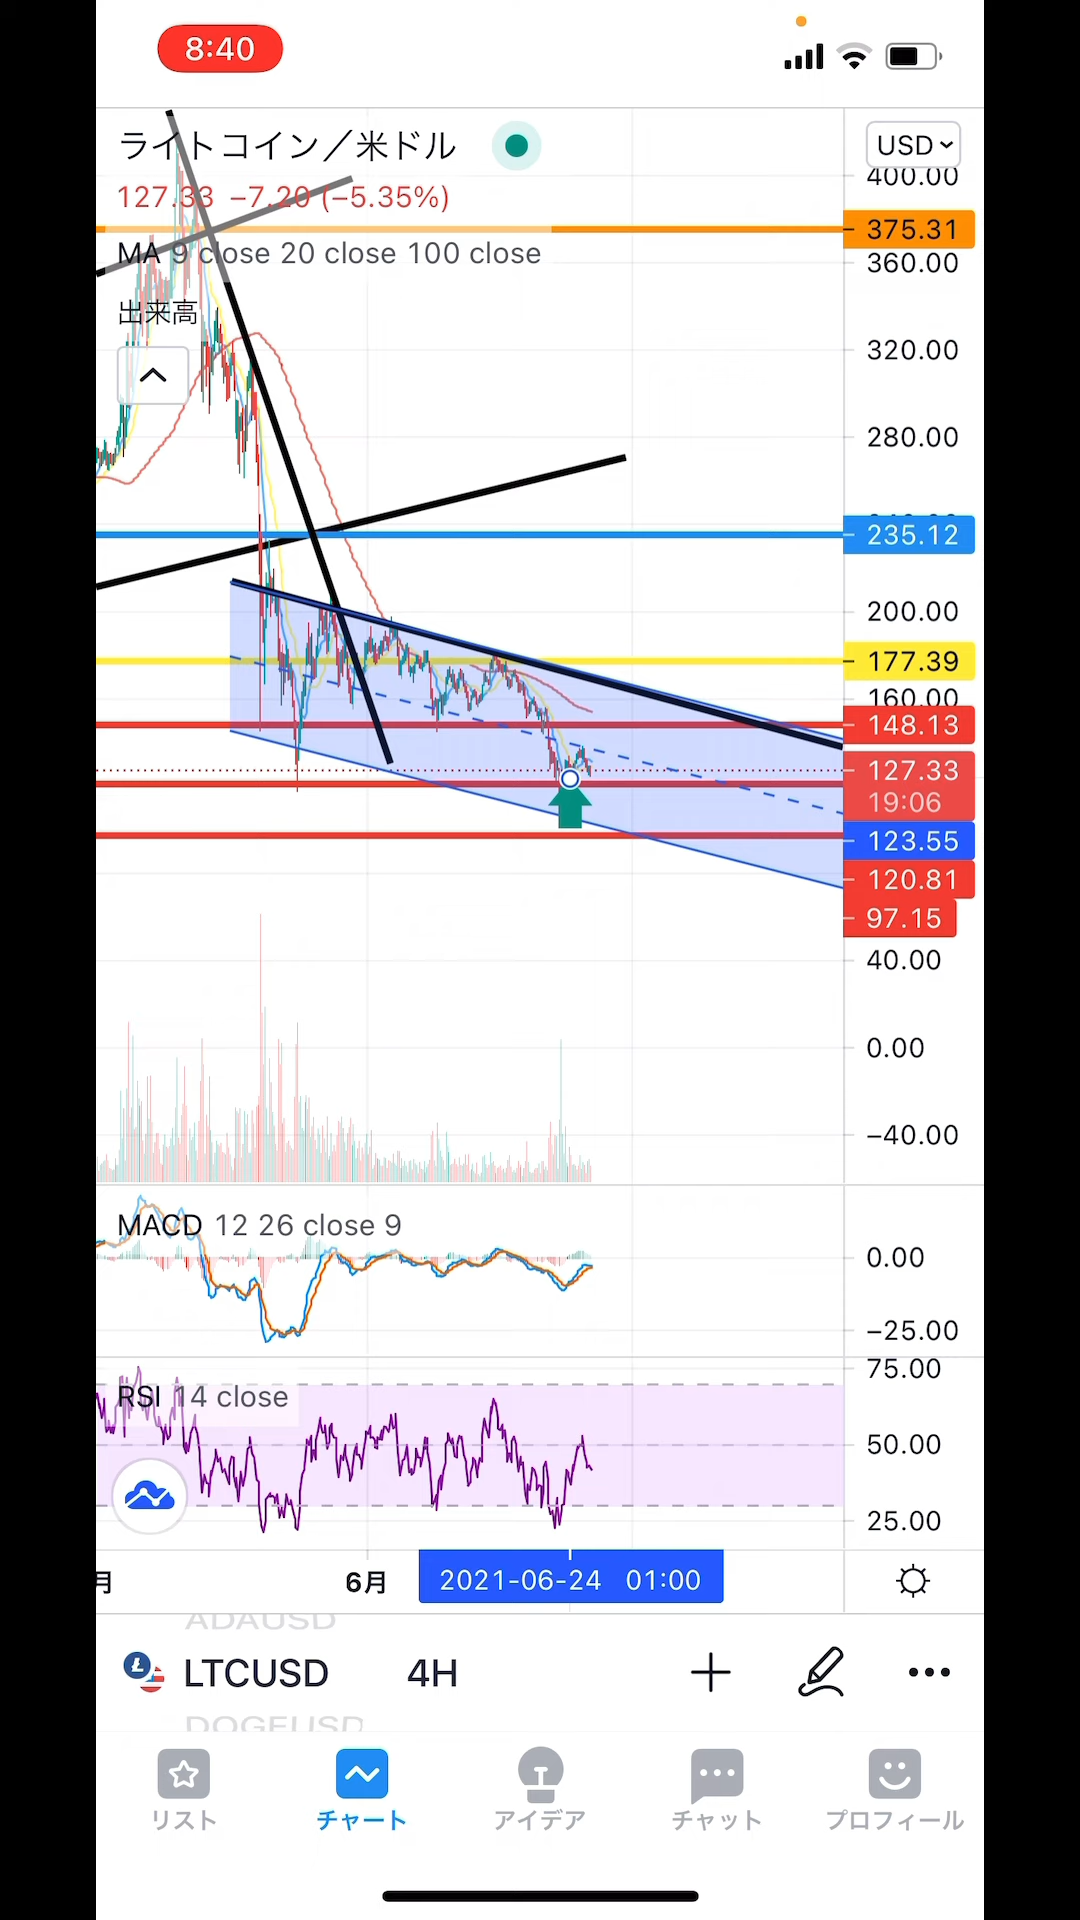 8:40
ライトコイン／米ドル
USD
127.33 −7.20 (−5.35%)
400.00
375.31
MA 9 close 20 close 100 close
360.00
出来高
320.00
280.00
235.12
200.00
177.39
160.00
148.13
127.33
19:06
123.55
120.81
97.15
40.00
0.00
−40.00
MACD 12 26 close 9
0.00
−25.00
75.00
RSI 14 close
50.00
25.00
月
6月
2021-06-24 01:00
ADAUSD
LTCUSD 4H
DOGEUSD
リスト
チャート
アイデア
チャット
プロフィール